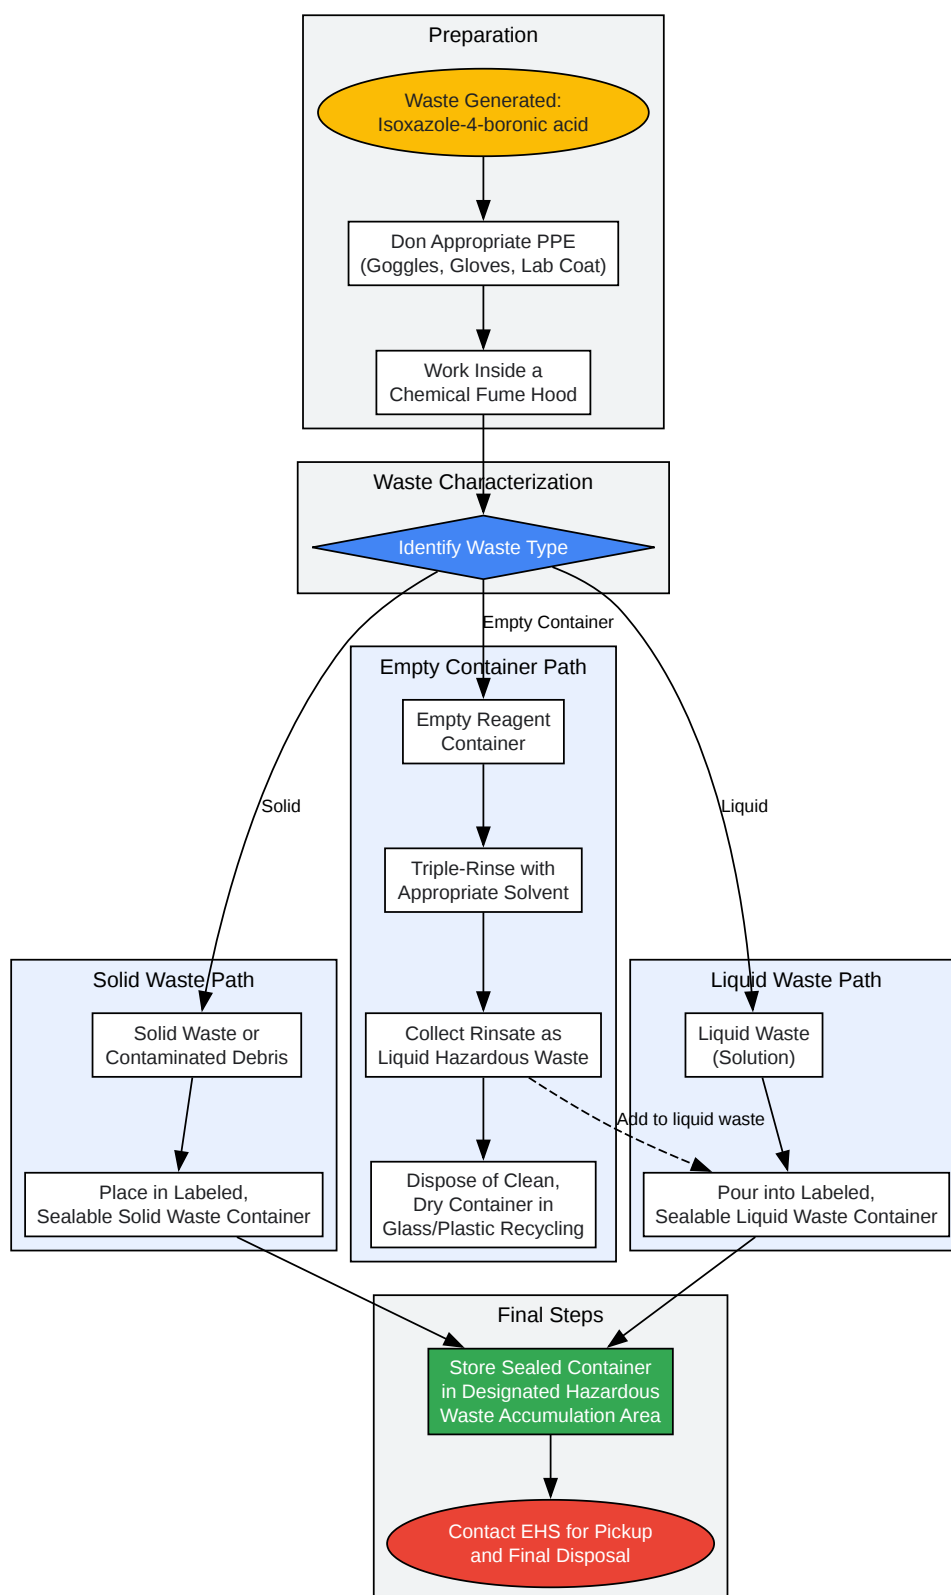 Preparation
Waste Generated:
Isoxazole-4-boronic acid
Don Appropriate PPE
(Goggles, Gloves, Lab Coat)
Work Inside a
Chemical Fume Hood
Waste Characterization
Identify Waste Type
Empty Container
Solid
Liquid
Empty Container Path
Empty Reagent
Container
Triple-Rinse with
Appropriate Solvent
Collect Rinsate as
Liquid Hazardous Waste
Add to liquid waste
Dispose of Clean,
Dry Container in
Glass/Plastic Recycling
Solid Waste Path
Solid Waste or
Contaminated Debris
Place in Labeled,
Sealable Solid Waste Container
Liquid Waste Path
Liquid Waste
(Solution)
Pour into Labeled,
Sealable Liquid Waste Container
Final Steps
Store Sealed Container
in Designated Hazardous
Waste Accumulation Area
Contact EHS for Pickup
and Final Disposal